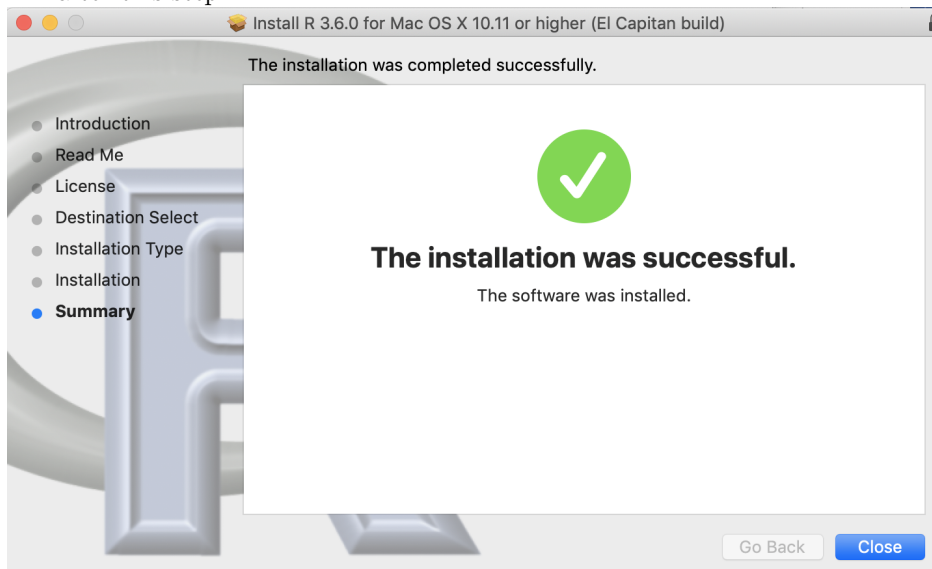 Install R 3.6.0 for Mac OS X 10.11 or higher (El Capitan build)
The installation was completed successfully.
Introduction
Read Me
License
Destination Select
Installation Type
Installation
Summary
The installation was successful.
The software was installed.
Go Back
Close